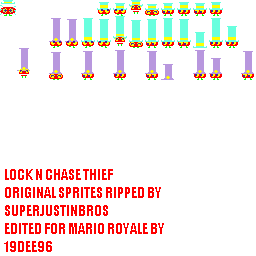 LOCK N CHASE THIEF
ORIGINAL SPRITES RIPPED BY
SUPERJUSTINBROS
EDITED FOR MARIO ROYALE BY
19DEE96